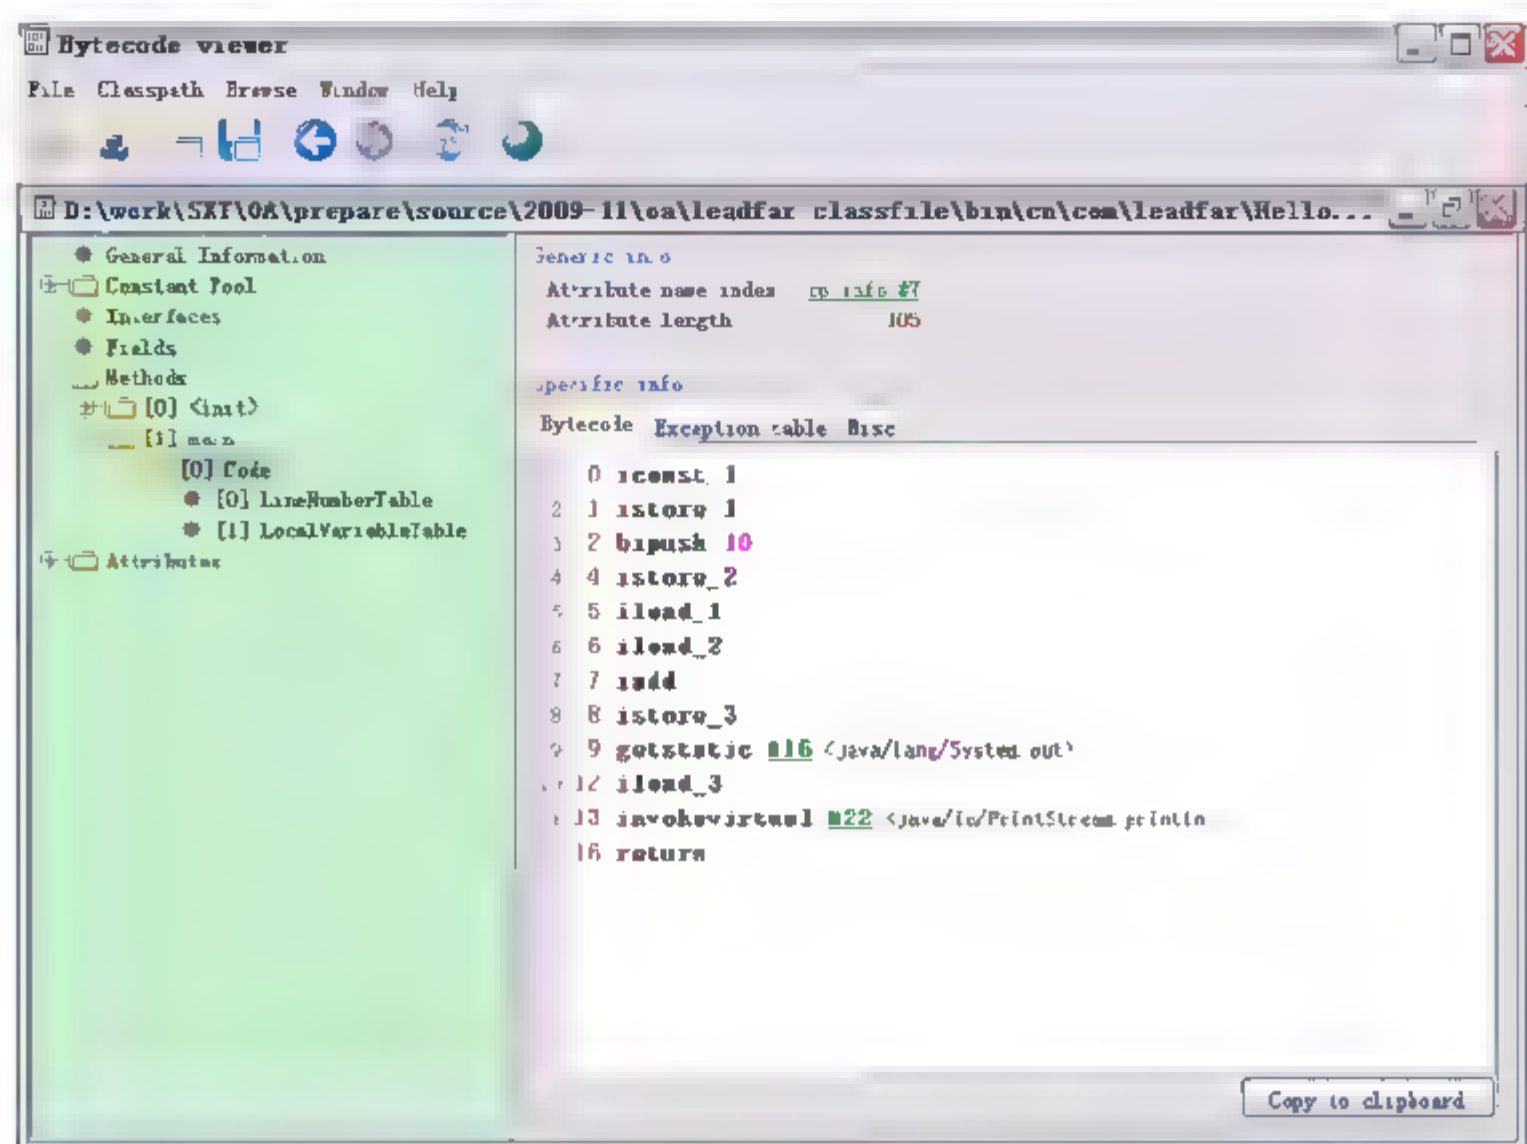 Bytecode viewer
File Classpath Browse Window Help
D:\work\SXT\OA\prepare\source\2009-11\oa\leadfar classfile\bin\cn\com\leadfar\Hello...
General Information
Constant Pool
Interfaces
Fields
Methods
[0] <init>
[1] main
[0] Code
[0] LineNumberTable
[1] LocalVariableTable
Attributes
Generic info
Attribute name index cp info #7
Attribute length 105
Specific info
Bytecode Exception table Misc
0 iconst_1
2 1 istore_1
3 2 bipush 10
4 4 istore_2
5 5 iload_1
6 6 iload_2
7 7 iadd
8 8 istore_3
9 9 getstatic #16 <java/lang/System.out>
12 iload_3
13 invokevirtual #22 <java/io/PrintStream.println
16 return
Copy to clipboard